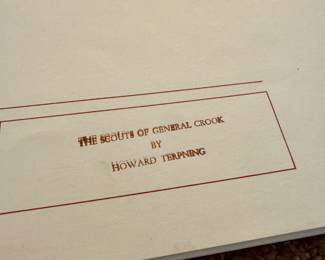 THE SCOUTS OF GENERAL CROOK
BY
HOWARD TERPNING